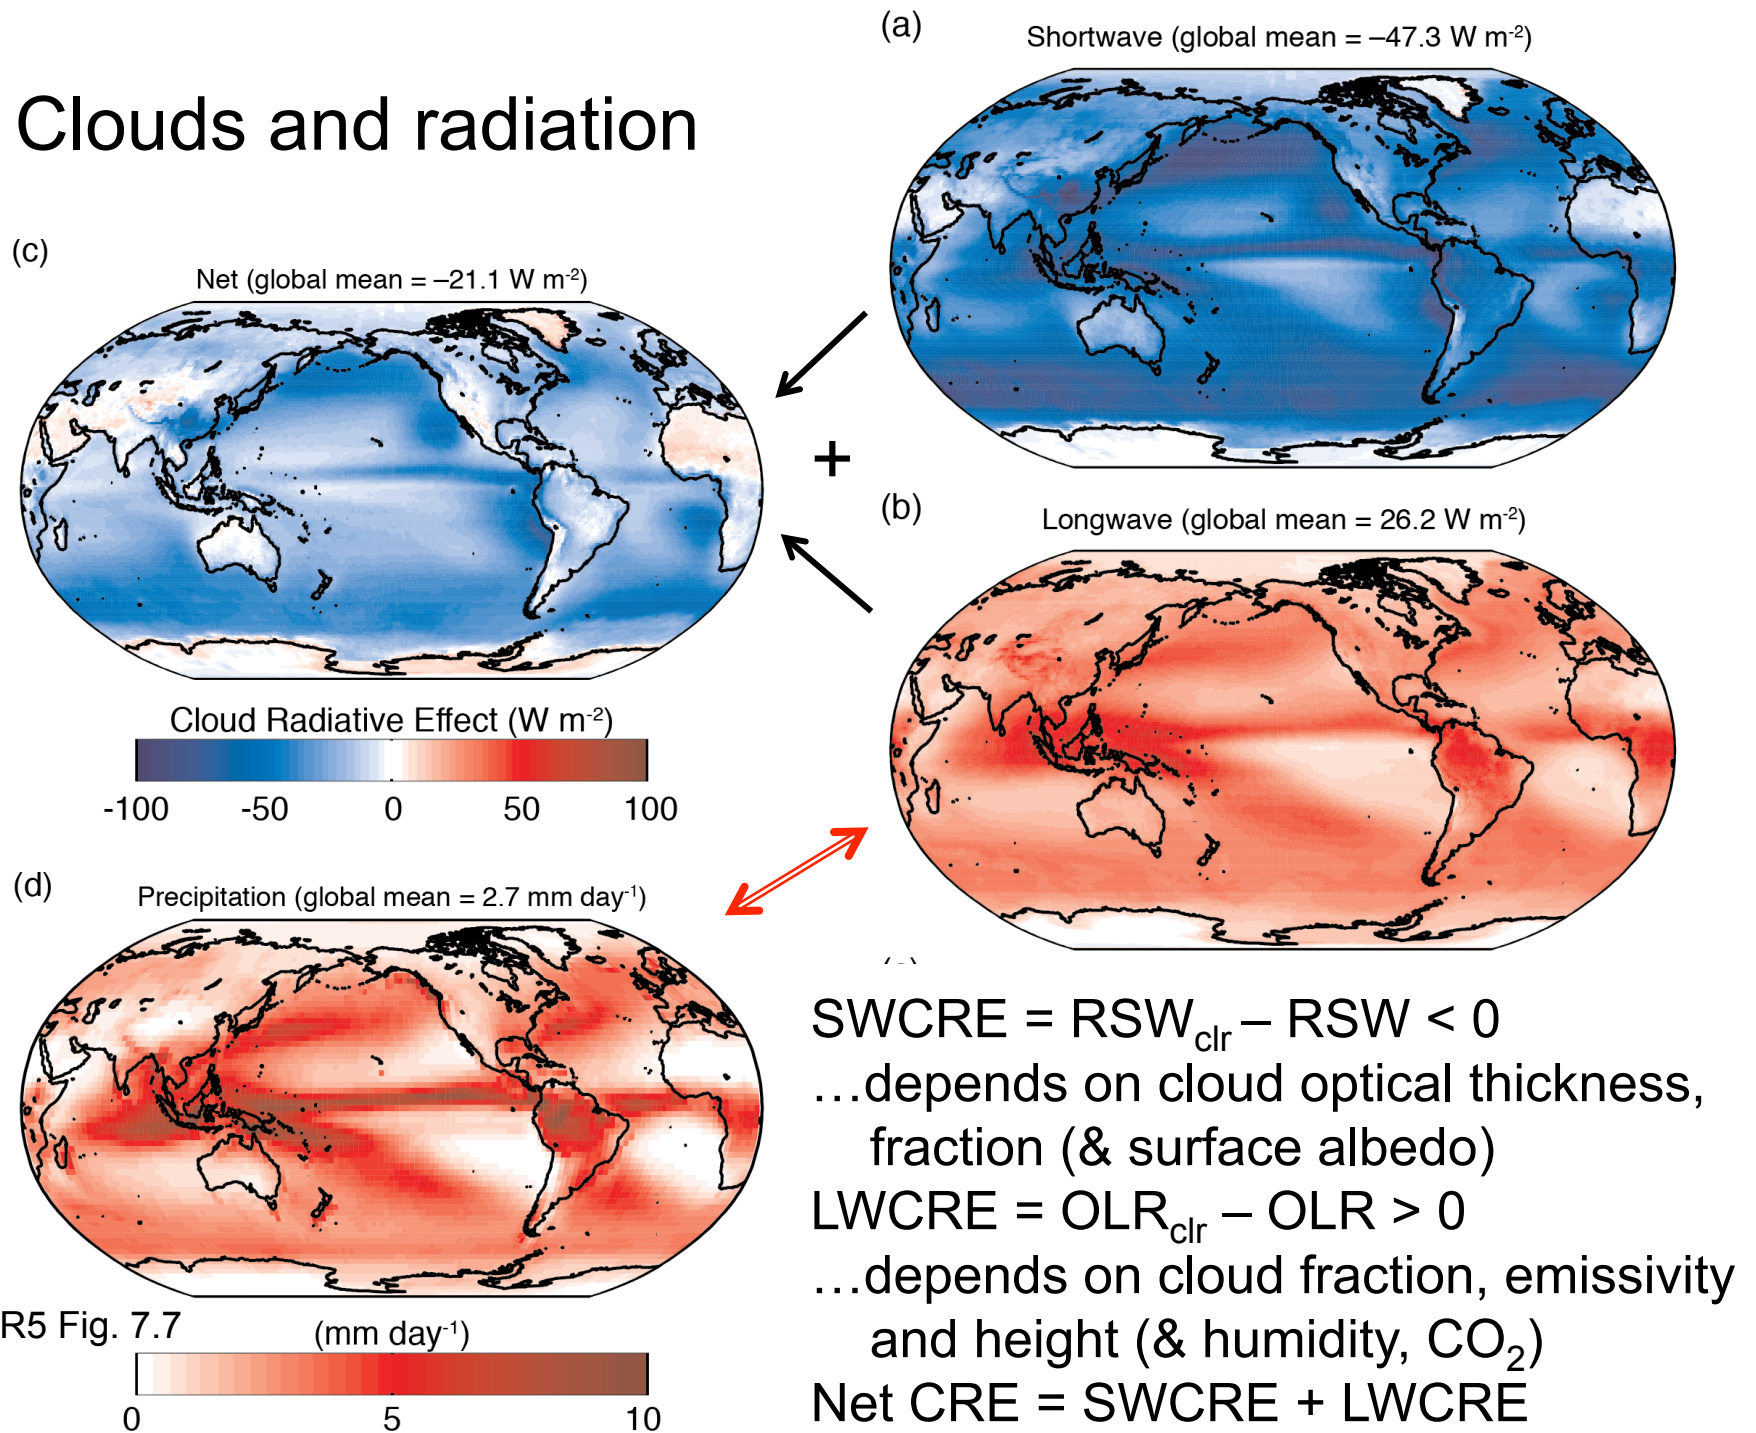 Clouds and radiation
(a)
Shortwave (global mean = –47.3 W m⁻²)
(c)
Net (global mean = –21.1 W m⁻²)
+
(b)
Longwave (global mean = 26.2 W m⁻²)
Cloud Radiative Effect (W m⁻²)
-100 -50 0 50 100
(d)
Precipitation (global mean = 2.7 mm day⁻¹)
R5 Fig. 7.7
(mm day⁻¹)
0 5 10
SWCRE = RSW_clr – RSW < 0
…depends on cloud optical thickness,
fraction (& surface albedo)
LWCRE = OLR_clr – OLR > 0
…depends on cloud fraction, emissivity
and height (& humidity, CO₂)
Net CRE = SWCRE + LWCRE